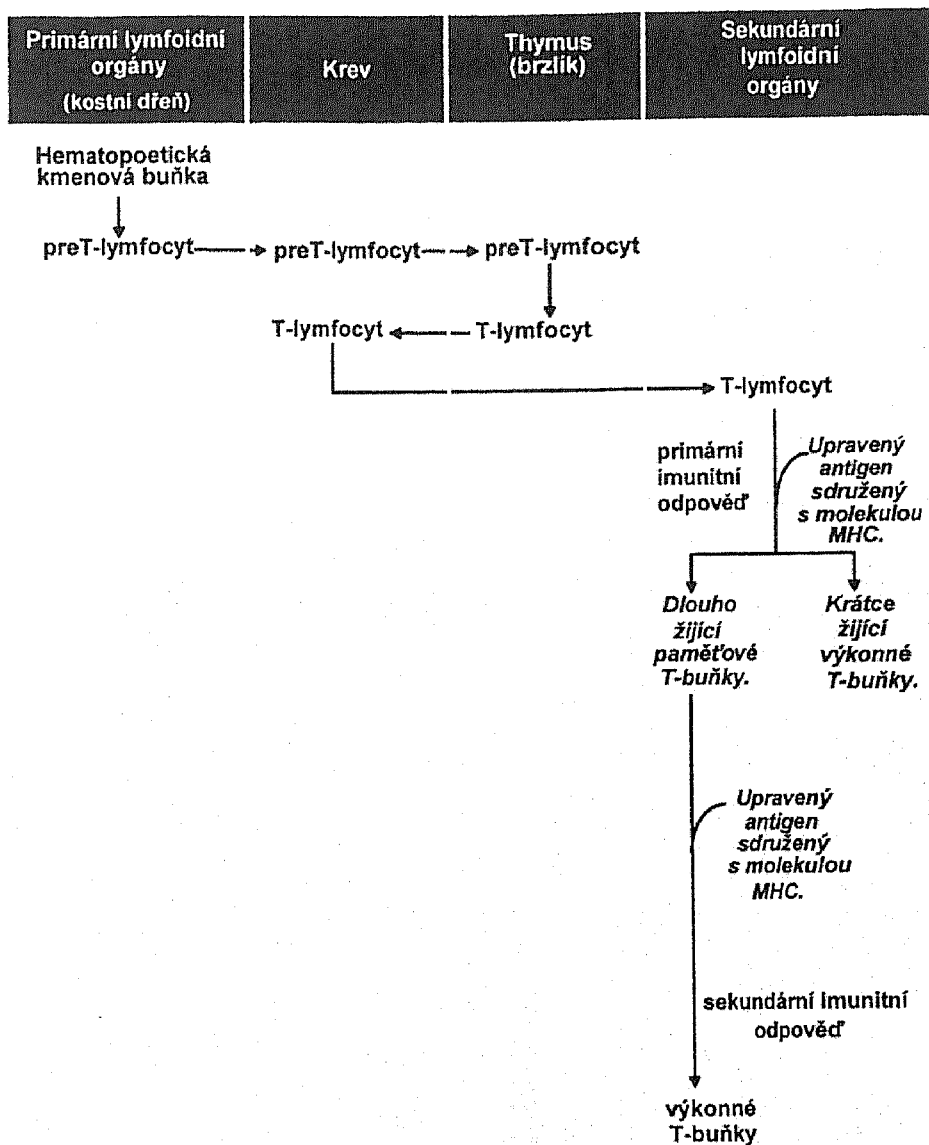 Primární lymfoidní
orgány
(kostní dřeň)
Krev
Thymus
(brzlík)
Sekundární
lymfoidní
orgány
Hematopoetická
kmenová buňka
preT-lymfocyt
preT-lymfocyt
preT-lymfocyt
T-lymfocyt
T-lymfocyt
T-lymfocyt
primární
imunitní
odpověď
Upravený
antigen
sdružený
s molekulou
MHC.
Dlouho
žijící
paměťové
T-buňky.
Krátce
žijící
výkonné
T-buňky.
Upravený
antigen
sdružený
s molekulou
MHC.
sekundární imunitní
odpověď
výkonné
T-buňky